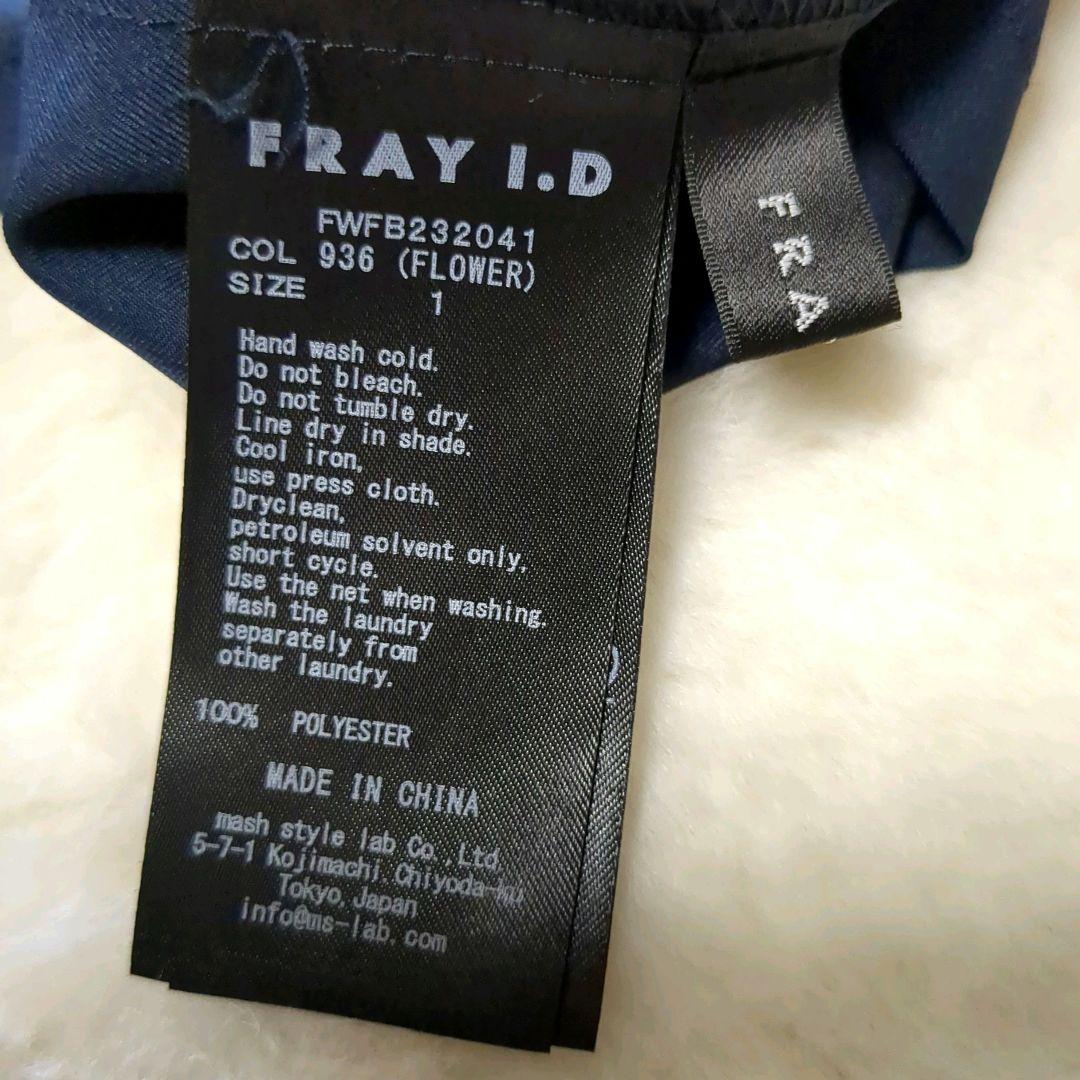 FRAY I.D
FWFB232041
COL 936 (FLOWER)
SIZE 1
Hand wash cold.
Do not bleach.
Do not tumble dry.
Line dry in shade.
Cool iron,
use press cloth.
Dryclean,
petroleum solvent only,
short cycle.
Use the net when washing.
Wash the laundry
separately from
other laundry.
100% POLYESTER
MADE IN CHINA
mash style lab Co.,Ltd,
5-7-1 Kojimachi.Chiyoda-ku
Tokyo,Japan
info@ms-lab.com
FRA